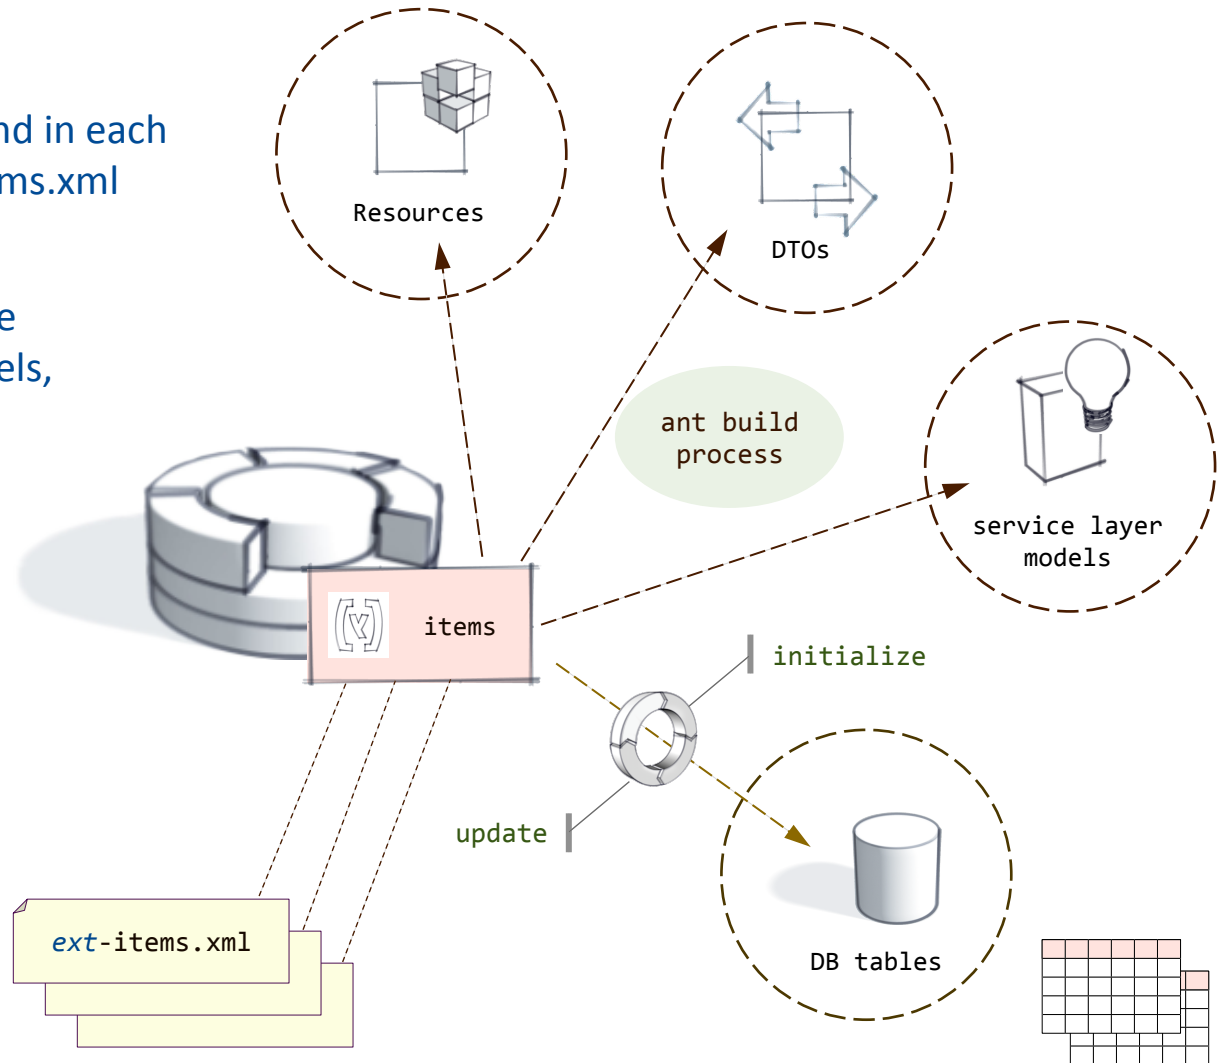 nd in each
ms.xml
e
els,
Resources
DTOs
ant build
process
service layer
models
[y]
items
initialize
update
ext-items.xml
DB tables